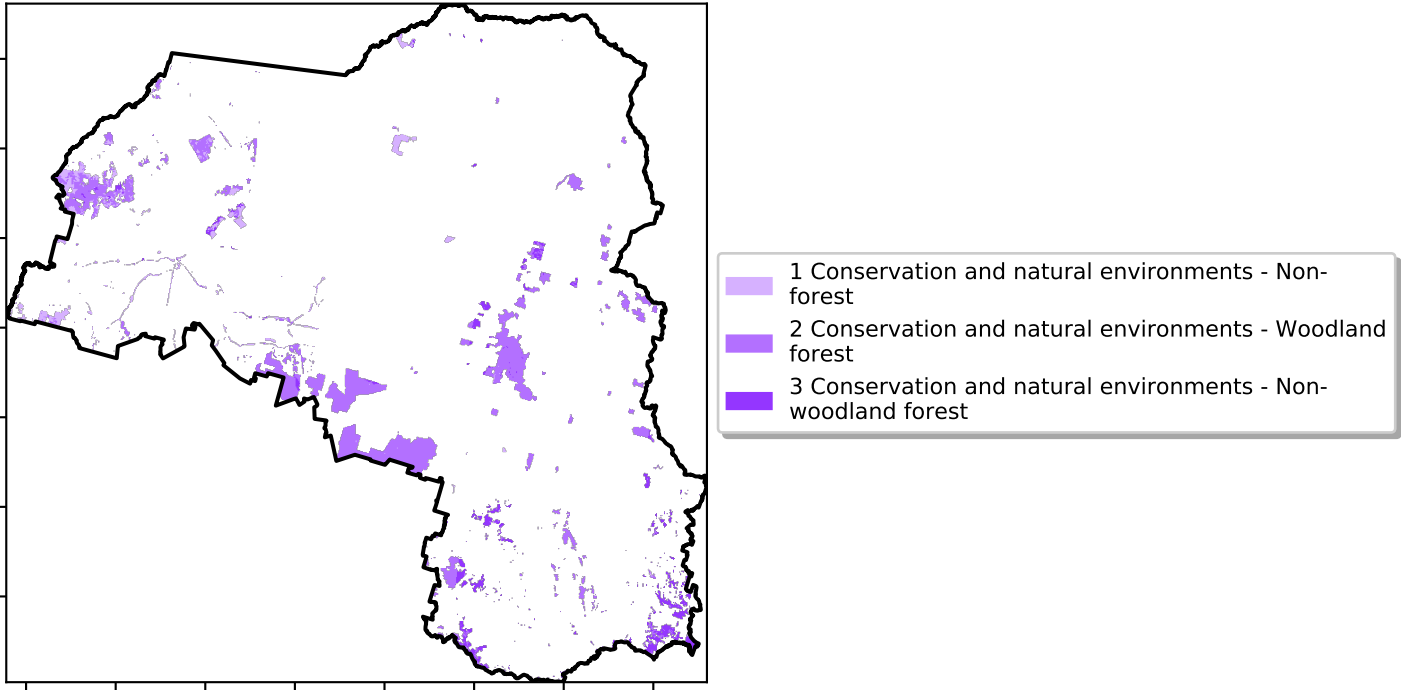 1 Conservation and natural environments - Non-
forest
2 Conservation and natural environments - Woodland
forest
3 Conservation and natural environments - Non-
woodland forest